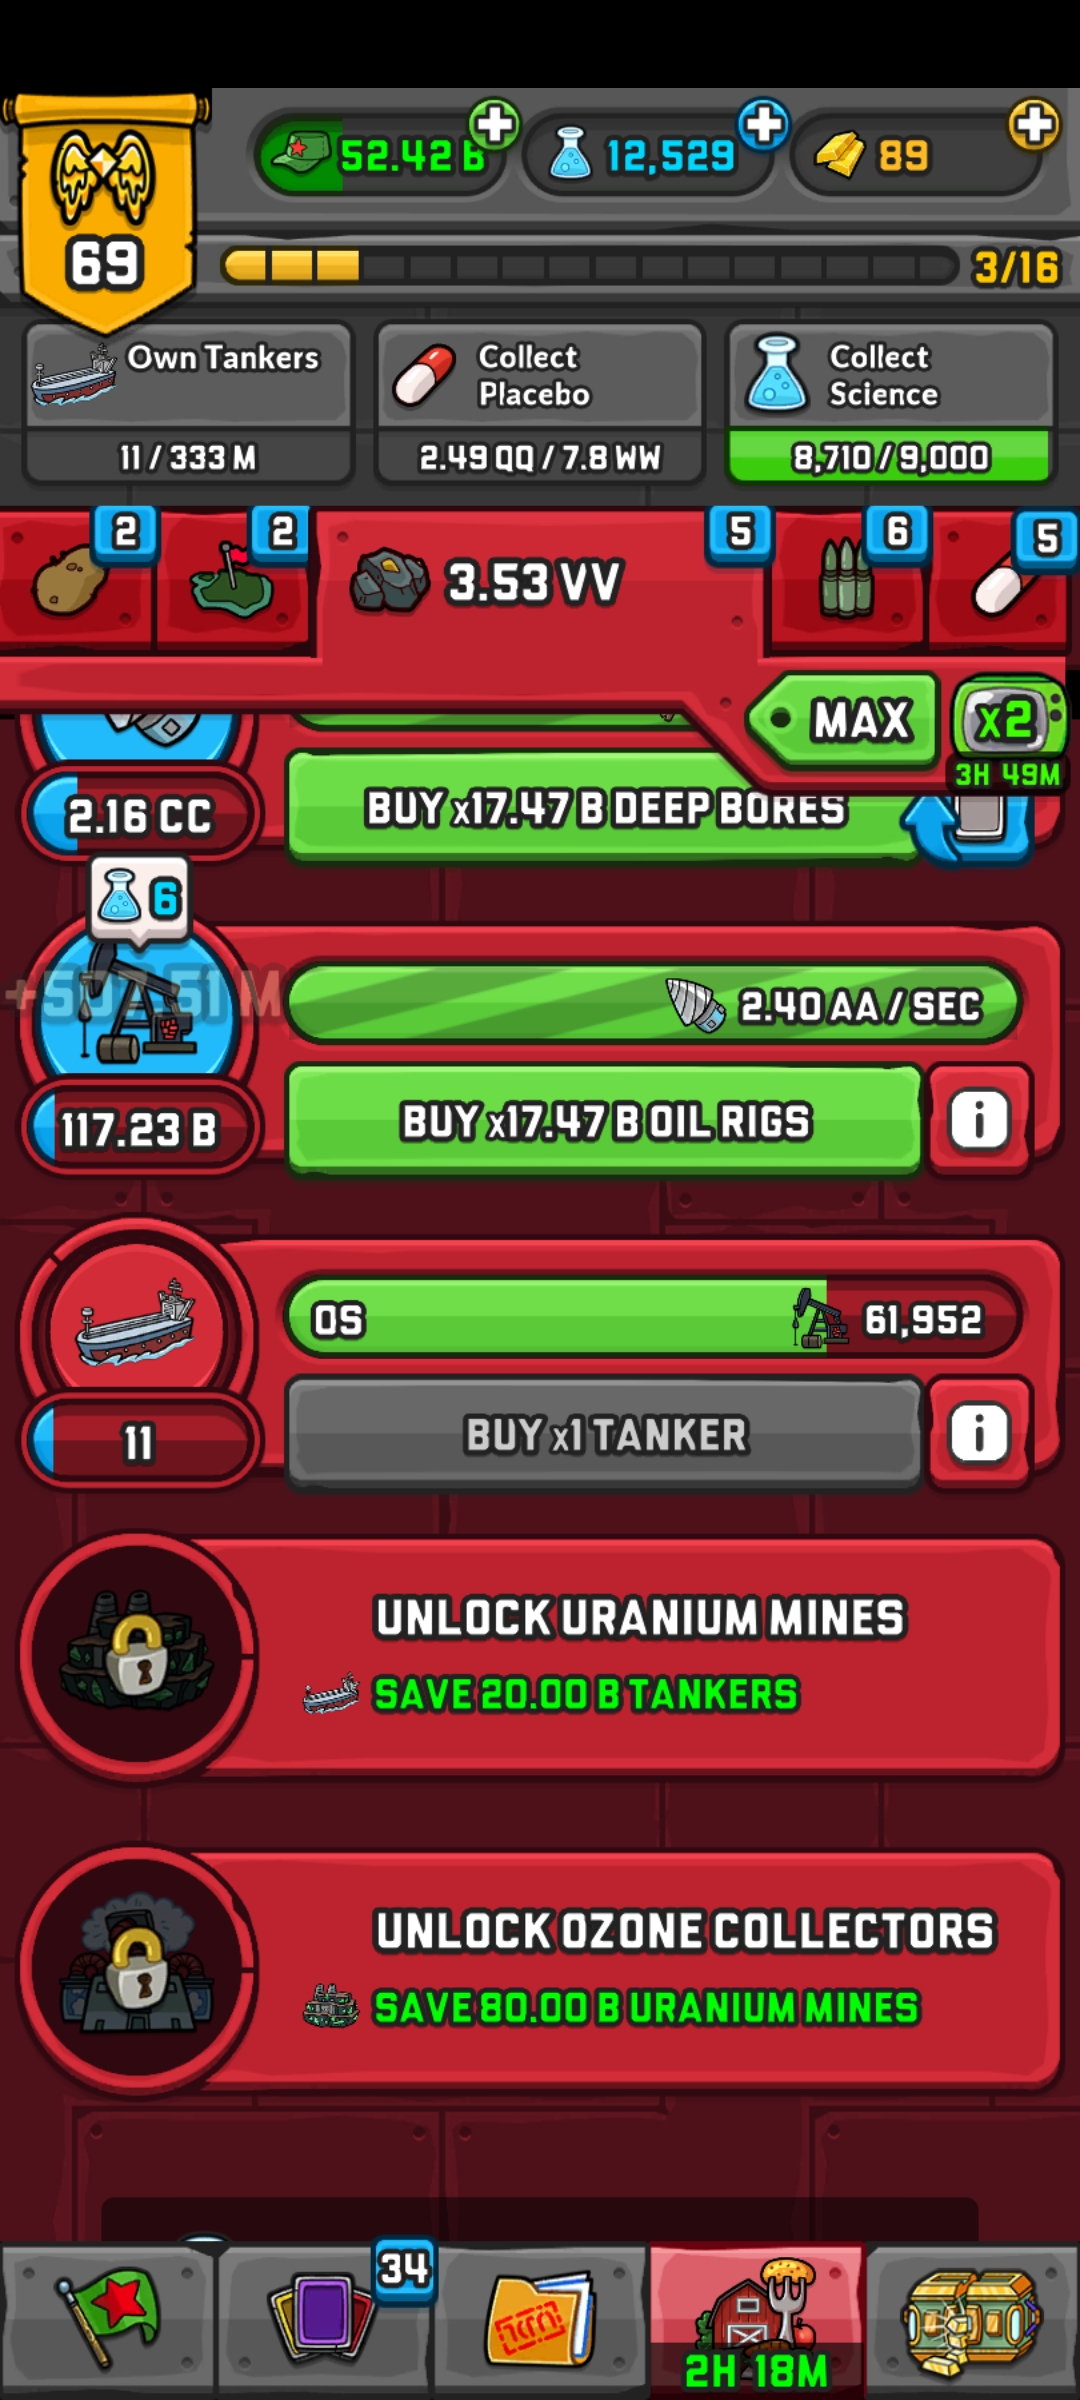 52.42 B
12,529
89
69
3/16
Own Tankers
11 / 333 M
Collect
Placebo
2.49 QQ / 7.8 WW
Collect
Science
8,710 / 9,000
2
2
3.53 VV
5
6
5
MAX
x2
3H 49M
2.16 CC
BUY x17.47 B DEEP BORES
6
+507.51 M
2.40 AA / SEC
117.23 B
BUY x17.47 B OIL RIGS
i
0S
61,952
11
BUY x1 TANKER
i
UNLOCK URANIUM MINES
SAVE 20.00 B TANKERS
UNLOCK OZONE COLLECTORS
SAVE 80.00 B URANIUM MINES
34
2H 18M